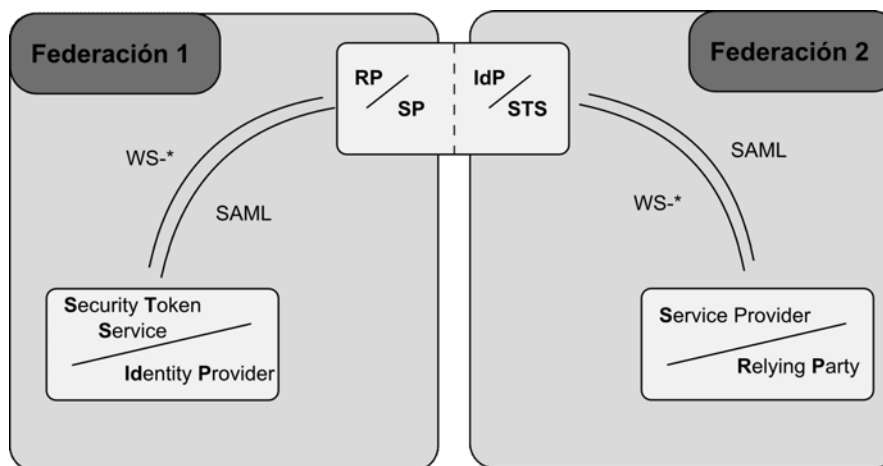 Federación 1
Federación 2
RP
SP
IdP
STS
WS-*
SAML
SAML
WS-*
Security Token
Service
Identity Provider
Service Provider
Relying Party